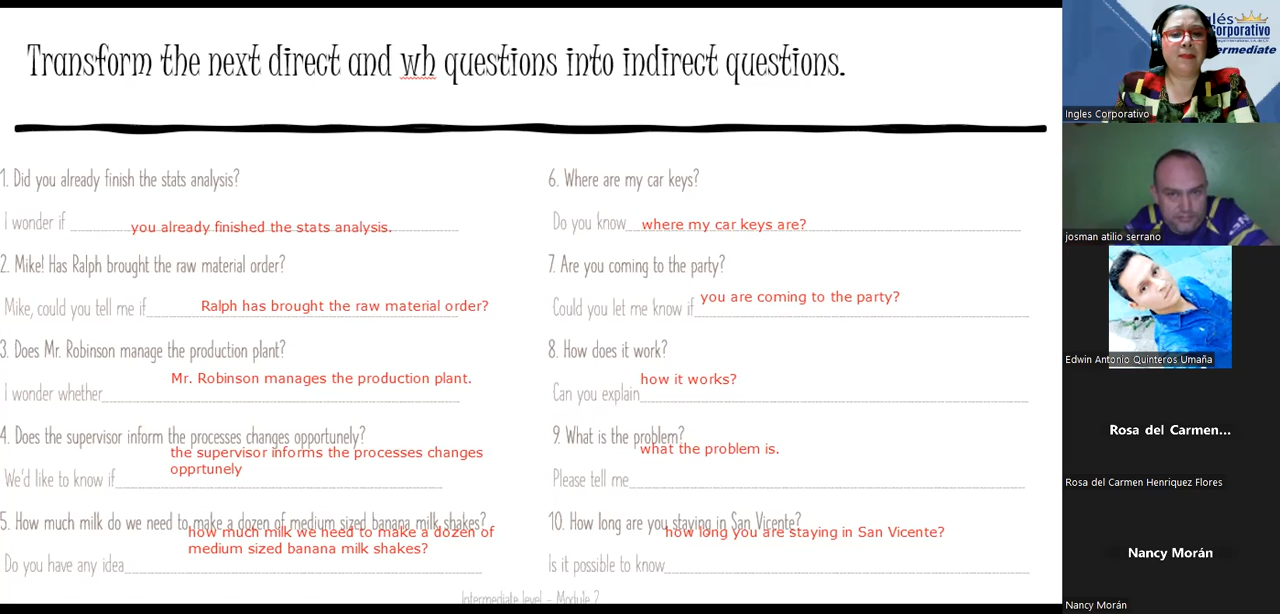 Transform the next direct and wh questions into indirect questions.
1. Did you already finish the stats analysis?
I wonder if
you already finished the stats analysis.
2. Mike! Has Ralph brought the raw material order?
Mike, could you tell me if
Ralph has brought the raw material order?
3. Does Mr. Robinson manage the production plant?
Mr. Robinson manages the production plant.
I wonder whether
4. Does the supervisor inform the processes changes opportunely?
the supervisor informs the processes changes
opprtunely
We'd like to know if
5. How much milk do we need to make a dozen of medium sized banana milk shakes?
how much milk we need to make a dozen of
medium sized banana milk shakes?
Do you have any idea
6. Where are my car keys?
Do you know
where my car keys are?
7. Are you coming to the party?
you are coming to the party?
Could you let me know if
8. How does it work?
how it works?
Can you explain
9. What is the problem?
what the problem is.
Please tell me
10. How long are you staying in San Vicente?
how long you are staying in San Vicente?
Is it possible to know
Intermediate level - Module 2
glés
Corporativo
ermediate
Ingles Corporativo
josman atilio serrano
Edwin Antonio Quinteros Umaña
Rosa del Carmen...
Rosa del Carmen Henriquez Flores
Nancy Morán
Nancy Morán